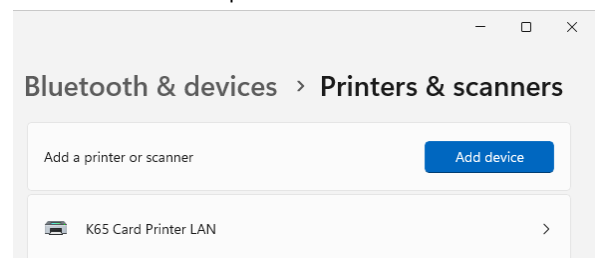 Bluetooth & devices > Printers & scanners
Add a printer or scanner
Add device
K65 Card Printer LAN